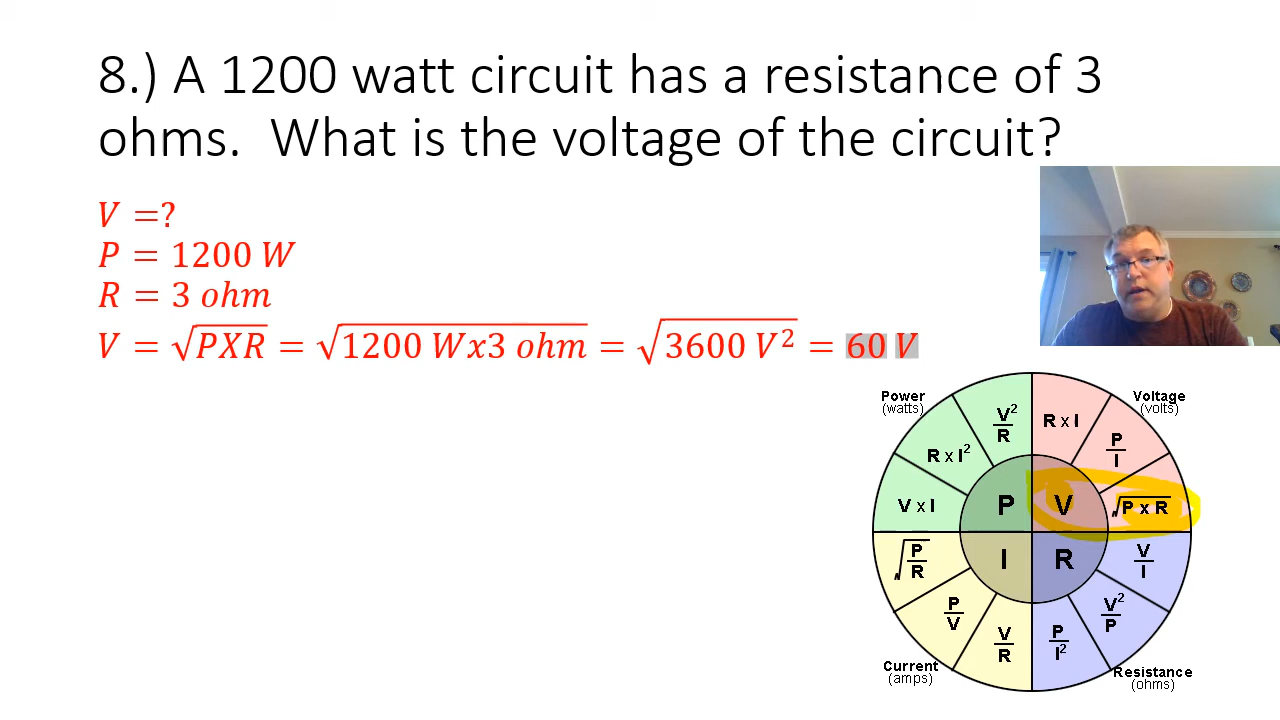 8.) A 1200 watt circuit has a resistance of 3
ohms. What is the voltage of the circuit?
V =?
P = 1200 W
R = 3 ohm
V = √PXR = √1200 Wx3 ohm = √3600 V² = 60 V
Power
(watts)
Voltage
(volts)
V²
R
R x I
R x I²
P
I
V x I
P
V
√P x R
√P
R
I
R
V
I
P
V
V²
P
V
R
P
I²
Current
(amps)
Resistance
(ohms)